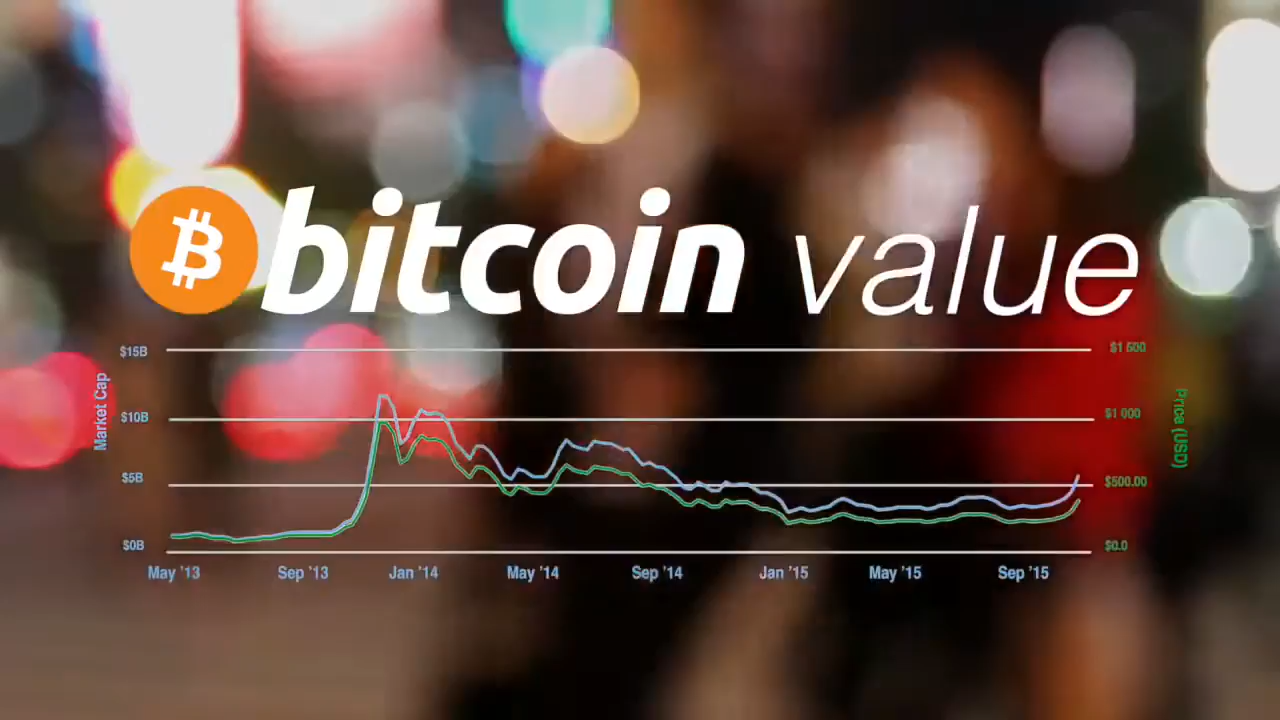 bitcoin value
$15B
$1 500
Market Cap
$10B
$1 000
Price (USD)
$5B
$500.00
$0B
$0.0
May '13 Sep '13 Jan '14 May '14 Sep '14 Jan '15 May '15 Sep '15